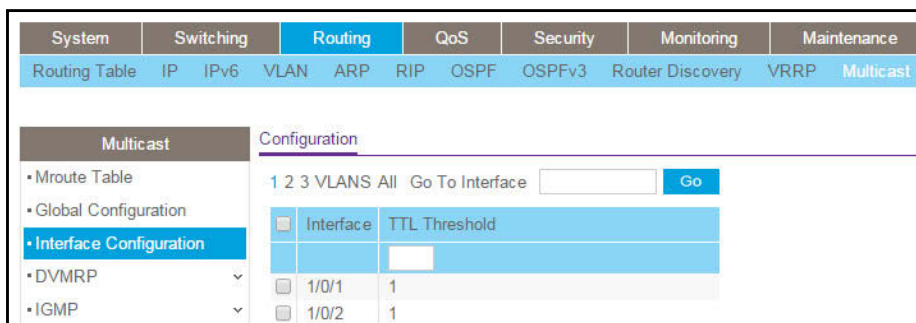 System Switching Routing QoS Security Monitoring Maintenance
Routing Table IP IPv6 VLAN ARP RIP OSPF OSPFv3 Router Discovery VRRP Multicast
Multicast
Mroute Table
Global Configuration
Interface Configuration
DVMRP
IGMP
Configuration
1 2 3 VLANS All Go To Interface Go
Interface TTL Threshold
1/0/1 1
1/0/2 1